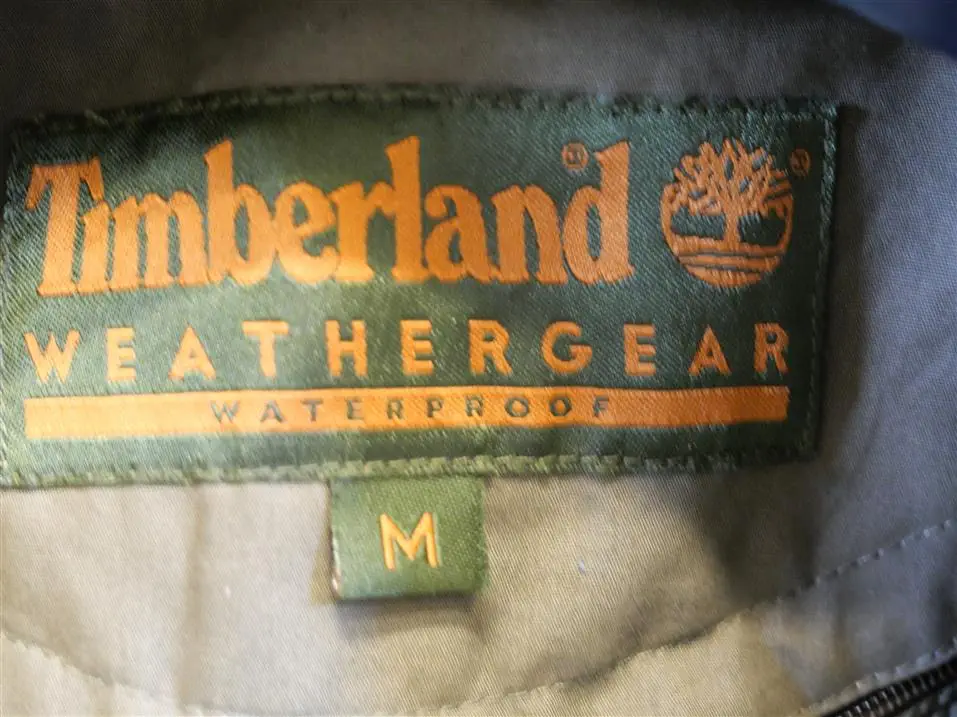 Timberland®
®
WEATHERGEAR
WATERPROOF
M